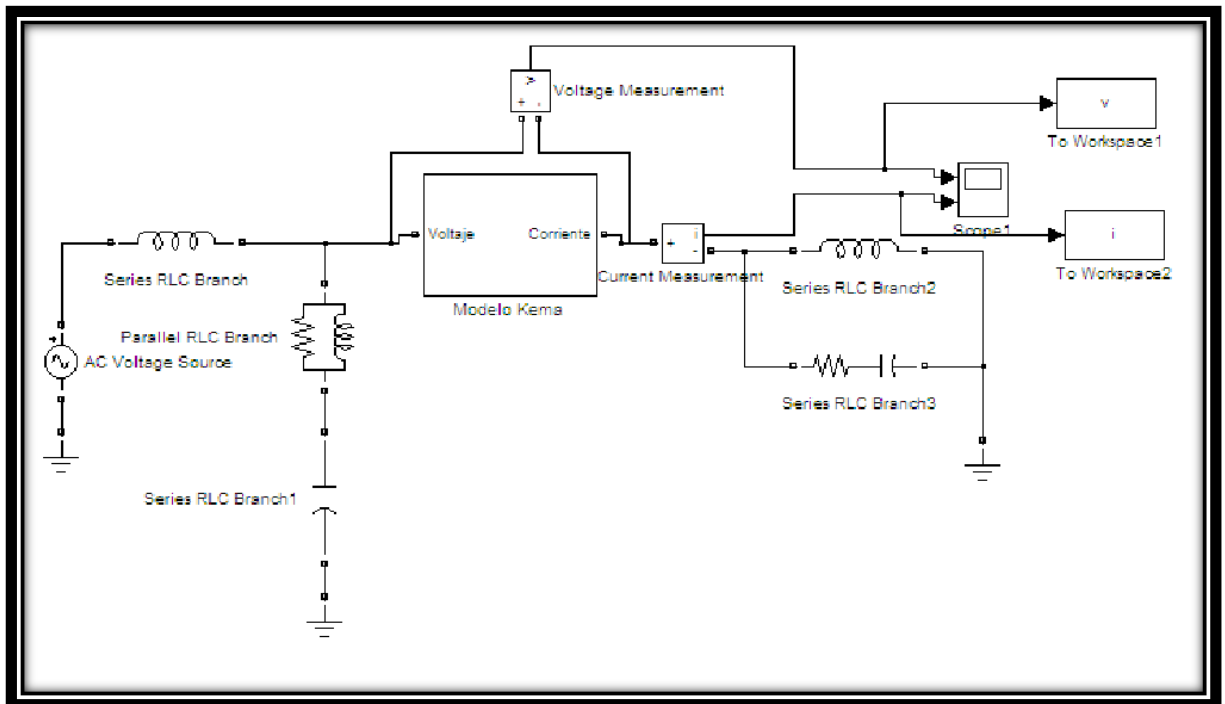 Voltage Measurement
+ -
v
To Workspace1
Voltaje
Corriente
+
i
-
Scope1
i
To Workspace2
Series RLC Branch
Current Measurement
Series RLC Branch2
Modelo Kema
Parallel RLC Branch
+
AC Voltage Source
Series RLC Branch3
Series RLC Branch1